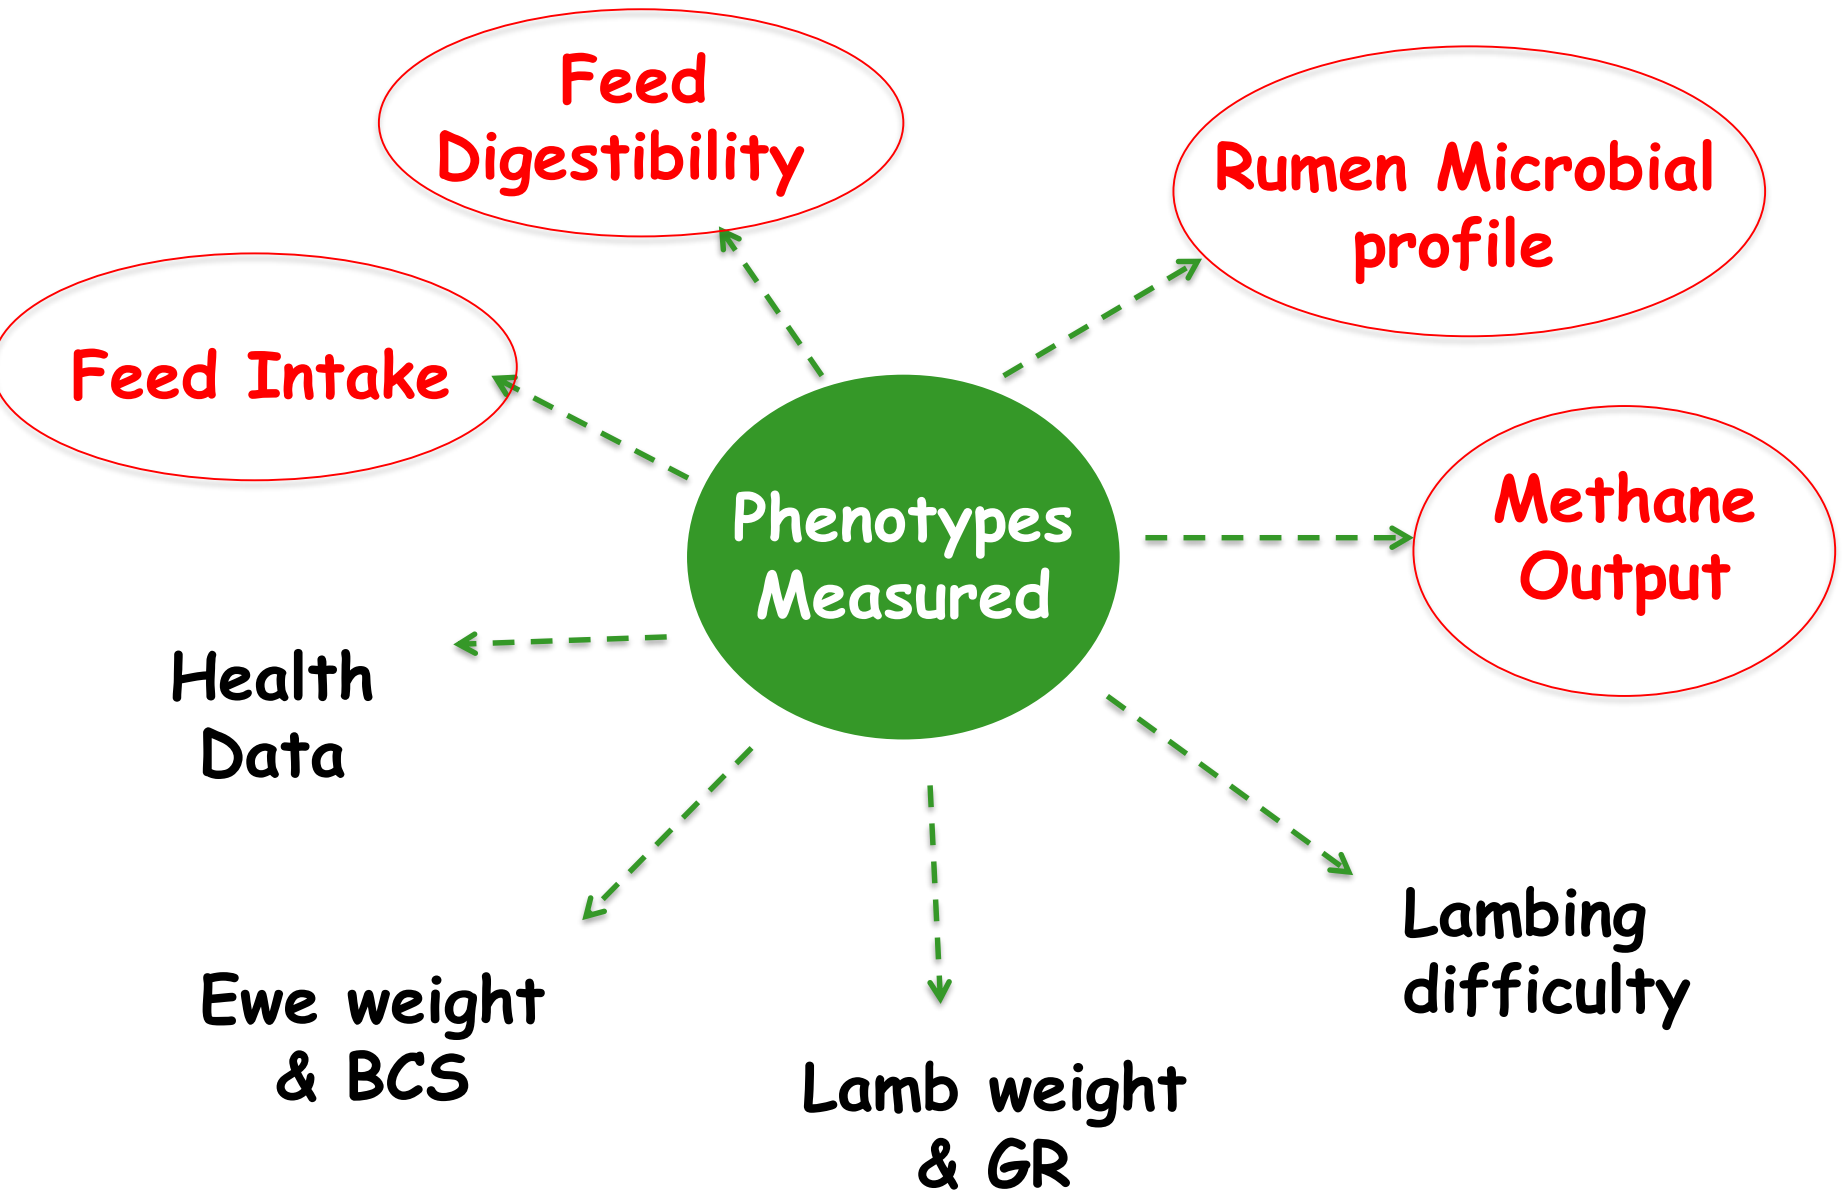 Feed
Digestibility
Rumen Microbial
profile
Feed Intake
Methane
Output
Phenotypes
Measured
Health
Data
Lambing
difficulty
Ewe weight
& BCS
Lamb weight
& GR